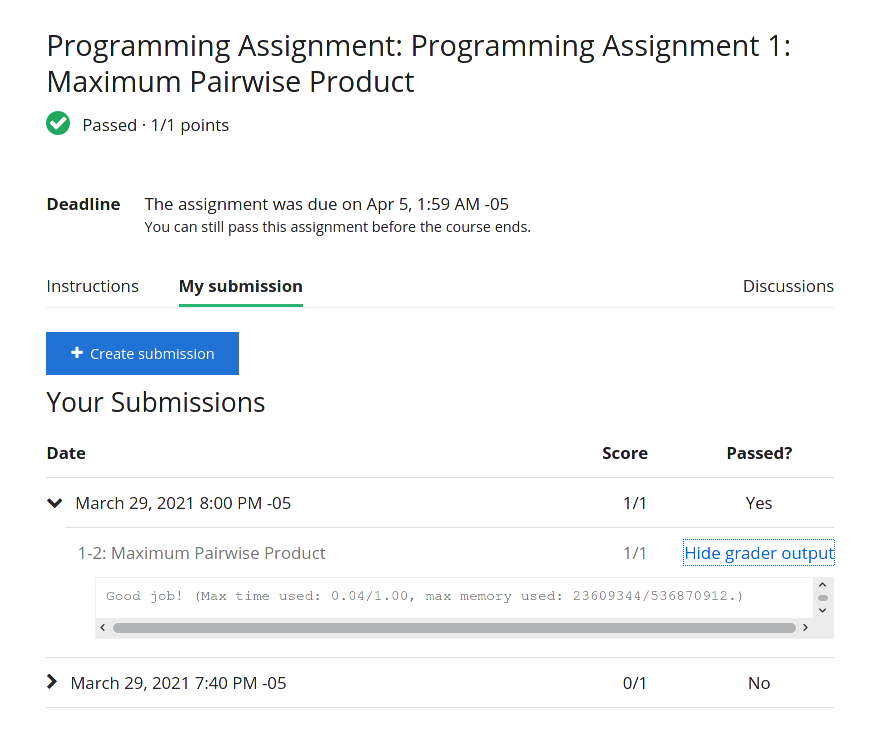 Programming Assignment: Programming Assignment 1:
Maximum Pairwise Product
Passed · 1/1 points
Deadline The assignment was due on Apr 5, 1:59 AM -05
You can still pass this assignment before the course ends.
Instructions My submission Discussions
+ Create submission
Your Submissions
Date Score Passed?
March 29, 2021 8:00 PM -05 1/1 Yes
1-2: Maximum Pairwise Product 1/1 Hide grader output
Good job! (Max time used: 0.04/1.00, max memory used: 23609344/536870912.)
March 29, 2021 7:40 PM -05 0/1 No